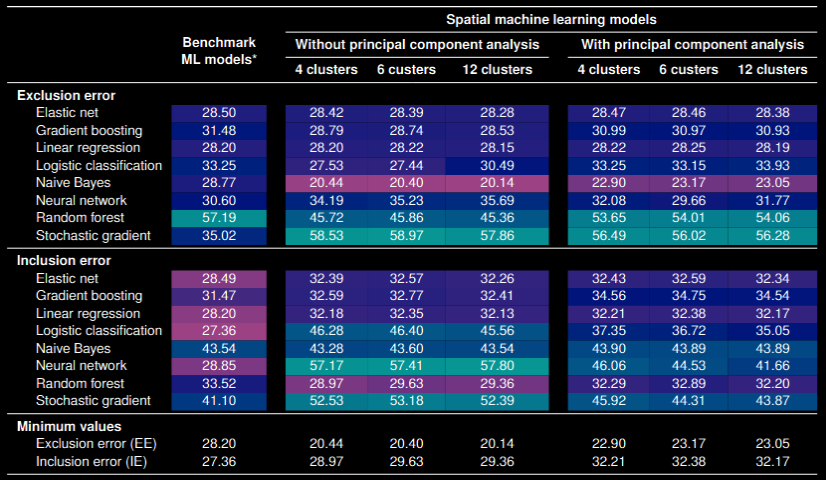 Spatial machine learning models
Benchmark ML models* Without principal component analysis With principal component analysis
4 clusters 6 custers 12 clusters 4 clusters 6 clusters 12 clusters
Exclusion error
Elastic net 28.50 28.42 28.39 28.28 28.47 28.46 28.38
Gradient boosting 31.48 28.79 28.74 28.53 30.99 30.97 30.93
Linear regression 28.20 28.20 28.22 28.15 28.22 28.25 28.19
Logistic classification 33.25 27.53 27.44 30.49 33.25 33.15 33.93
Naive Bayes 28.77 20.44 20.40 20.14 22.90 23.17 23.05
Neural network 30.60 34.19 35.23 35.69 32.08 29.66 31.77
Random forest 57.19 45.72 45.86 45.36 53.65 54.01 54.06
Stochastic gradient 35.02 58.53 58.97 57.86 56.49 56.02 56.28
Inclusion error
Elastic net 28.49 32.39 32.57 32.26 32.43 32.59 32.34
Gradient boosting 31.47 32.59 32.77 32.41 34.56 34.75 34.54
Linear regression 28.20 32.18 32.35 32.13 32.21 32.38 32.17
Logistic classification 27.36 46.28 46.40 45.56 37.35 36.72 35.05
Naive Bayes 43.54 43.28 43.60 43.54 43.90 43.89 43.89
Neural network 28.85 57.17 57.41 57.80 46.06 44.53 41.66
Random forest 33.52 28.97 29.63 29.36 32.29 32.89 32.20
Stochastic gradient 41.10 52.53 53.18 52.39 45.92 44.31 43.87
Minimum values
Exclusion error (EE) 28.20 20.44 20.40 20.14 22.90 23.17 23.05
Inclusion error (IE) 27.36 28.97 29.63 29.36 32.21 32.38 32.17